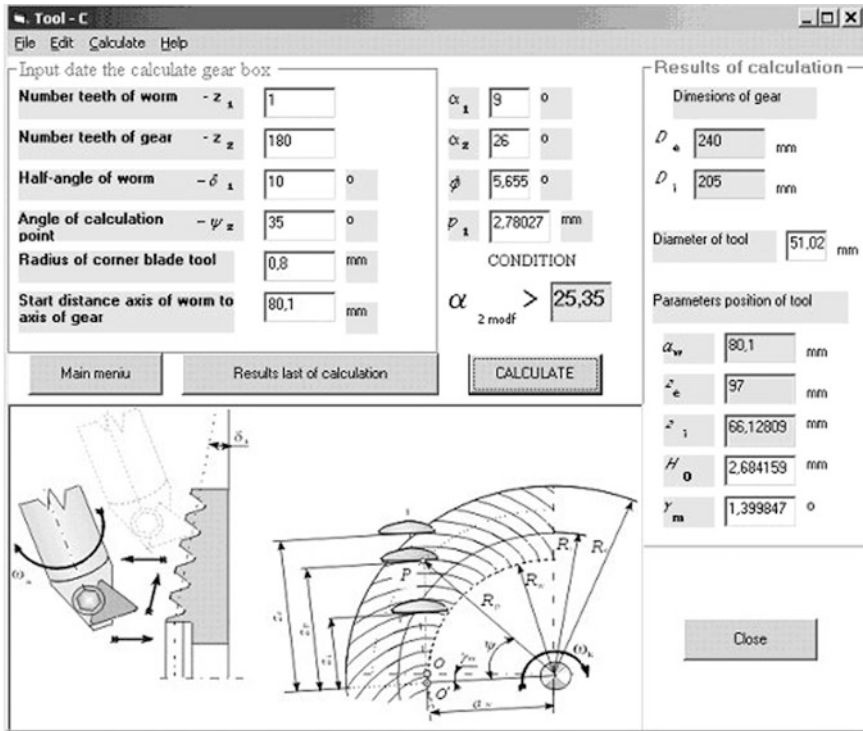 Tool - C
File Edit Calculate Help
Input date the calculate gear box
Number teeth of worm - z 1 1
Number teeth of gear - z 2 180
Half-angle of worm - δ 1 10 o
Angle of calculation point - ψ 2 35 o
Radius of corner blade tool 0,8 mm
Start distance axis of worm to axis of gear 80,1 mm
α 1 9 o
α 2 26 o
ϕ 5,655 o
P 1 2,78027 mm
CONDITION
α 2 modf > 25,35
Main meniu
Results last of calculation
CALCULATE
Results of calculation
Dimesions of gear
D e 240 mm
D i 205 mm
Diameter of tool 51,02 mm
Parameters position of tool
a w 80,1 mm
z e 97 mm
z i 66,12809 mm
H 0 2,684159 mm
γ m 1,399847 o
Close
P
O
O'
ψ
a w